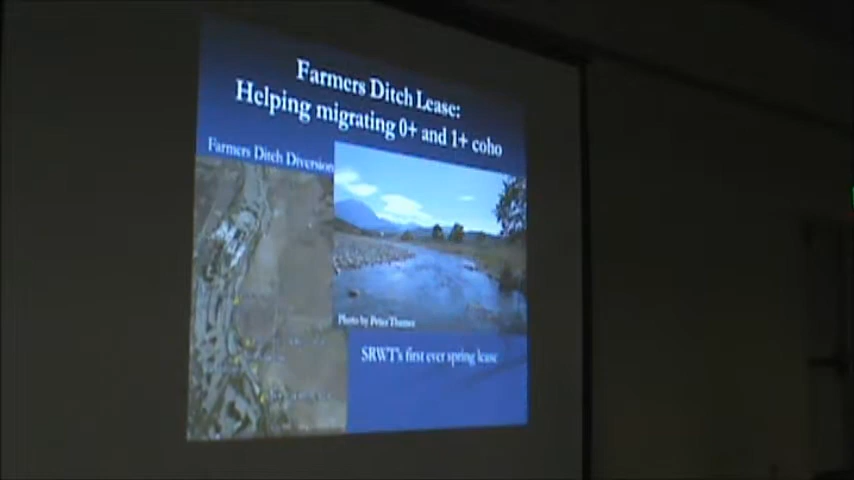 Farmers Ditch Lease:
Helping migrating 0+ and 1+ coho
Farmers Ditch Diversion
Photo by Peter
SRWT's first ever spring lease